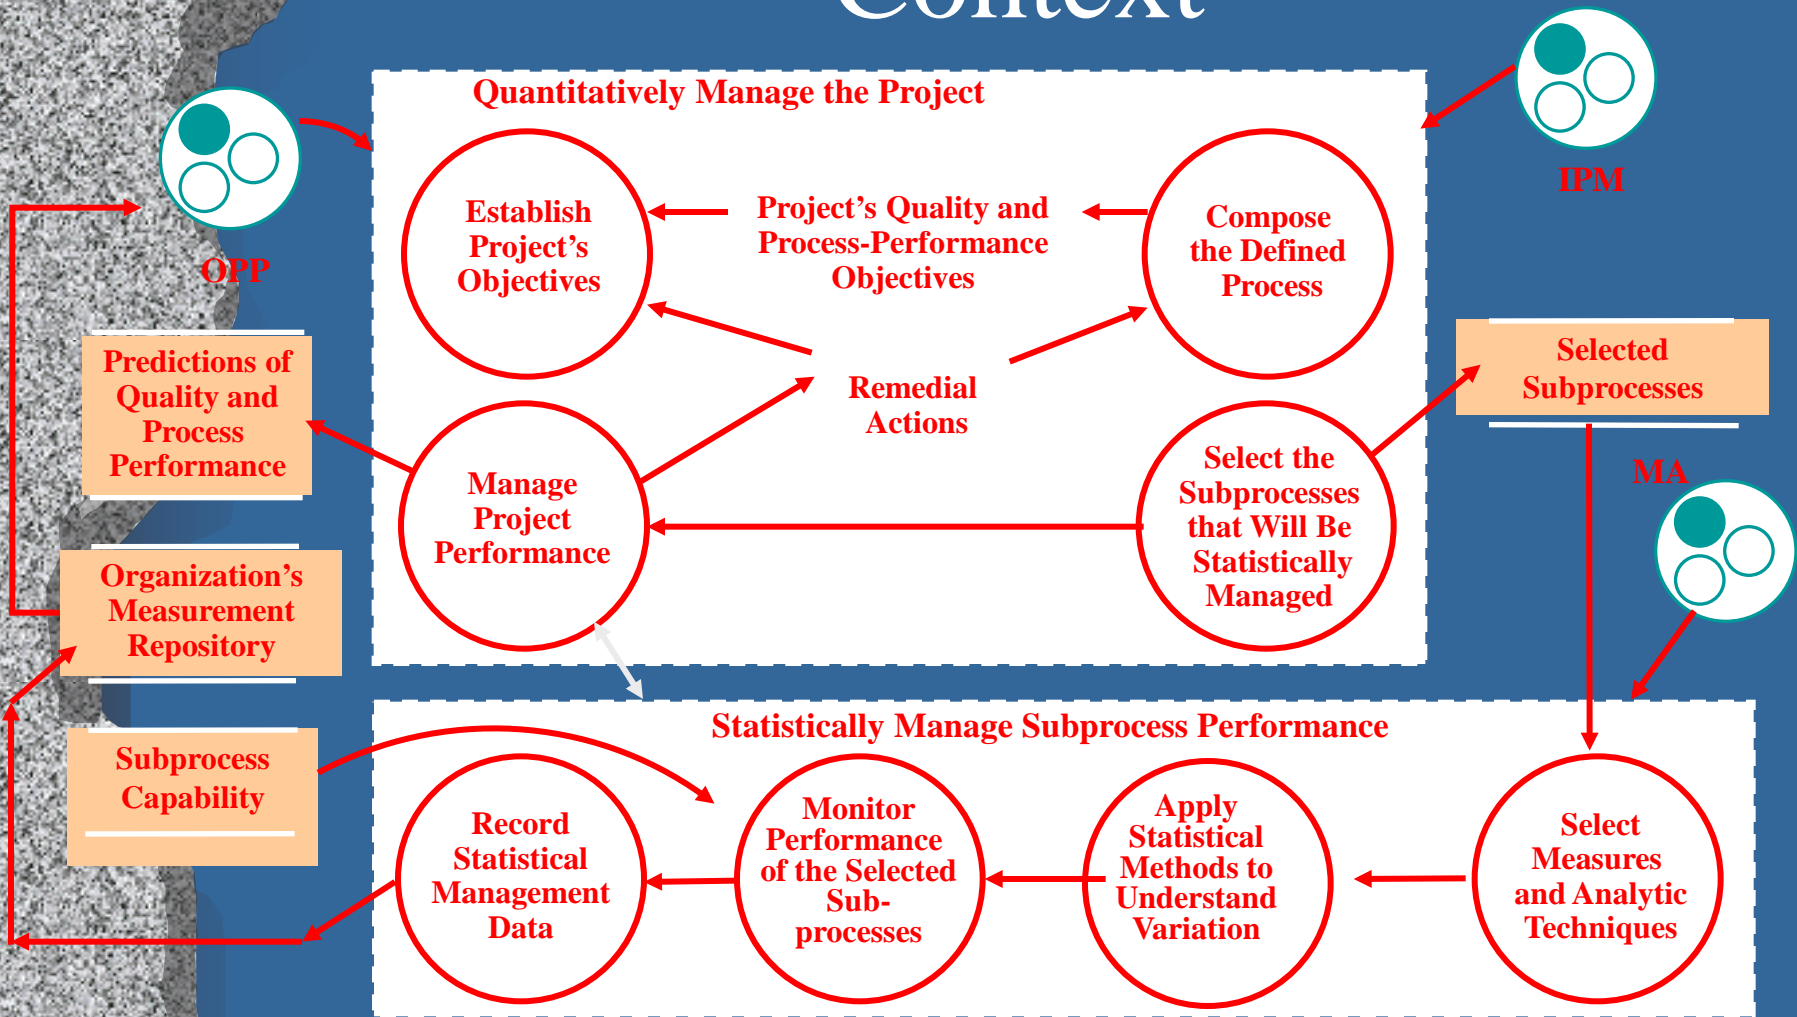 Context
Quantitatively Manage the Project
IPM
OPP
Establish
Project's
Objectives
Project's Quality and
Process-Performance
Objectives
Compose
the Defined
Process
Predictions of
Quality and
Process
Performance
Remedial
Actions
Selected
Subprocesses
Manage
Project
Performance
Select the
Subprocesses
that Will Be
Statistically
Managed
MA
Organization's
Measurement
Repository
Statistically Manage Subprocess Performance
Subprocess
Capability
Record
Statistical
Management
Data
Monitor
Performance
of the Selected
Sub-
processes
Apply
Statistical
Methods to
Understand
Variation
Select
Measures
and Analytic
Techniques